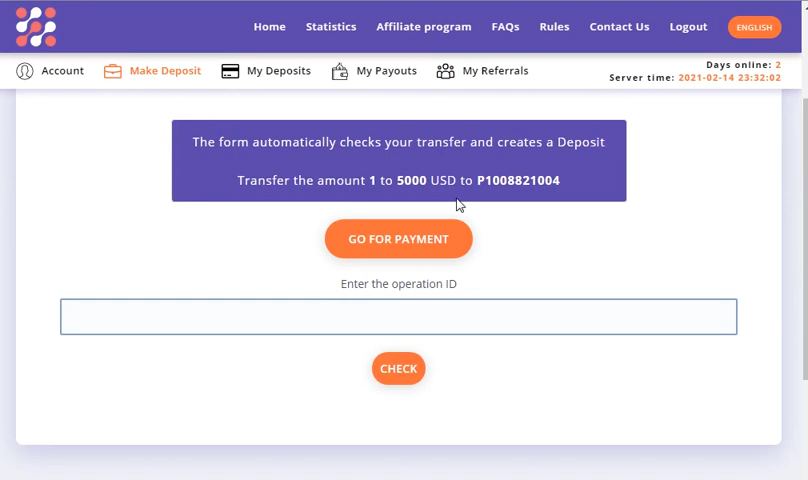 Home Statistics Affiliate program FAQs Rules Contact Us Logout ENGLISH
Account Make Deposit My Deposits My Payouts My Referrals
Days online: 2
Server time: 2021-02-14 23:32:02
The form automatically checks your transfer and creates a Deposit
Transfer the amount 1 to 5000 USD to P1008821004
GO FOR PAYMENT
Enter the operation ID
CHECK